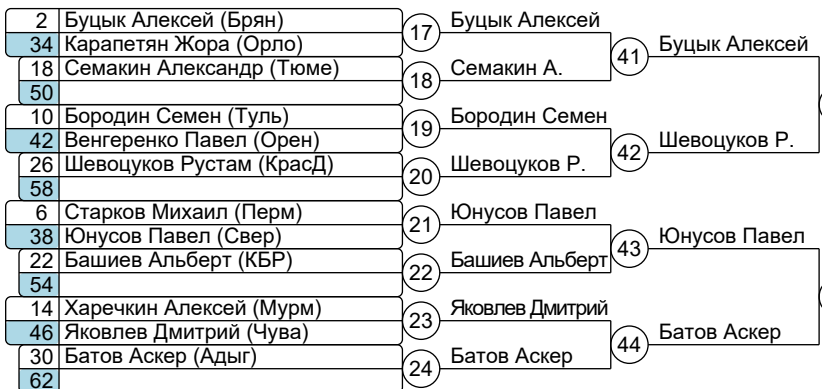 2 Буцык Алексей (Брян)
34 Карапетян Жора (Орло)
18 Семакин Александр (Тюме)
50
10 Бородин Семен (Туль)
42 Венгеренко Павел (Орен)
26 Шевоцуков Рустам (КрасД)
58
6 Старков Михаил (Перм)
38 Юнусов Павел (Свер)
22 Башиев Альберт (КБР)
54
14 Харечкин Алексей (Мурм)
46 Яковлев Дмитрий (Чува)
30 Батов Аскер (Адыг)
62
17 Буцык Алексей
18 Семакин А.
19 Бородин Семен
20 Шевоцуков Р.
21 Юнусов Павел
22 Башиев Альберт
23 Яковлев Дмитрий
24 Батов Аскер
41 Буцык Алексей
42 Шевоцуков Р.
43 Юнусов Павел
44 Батов Аскер